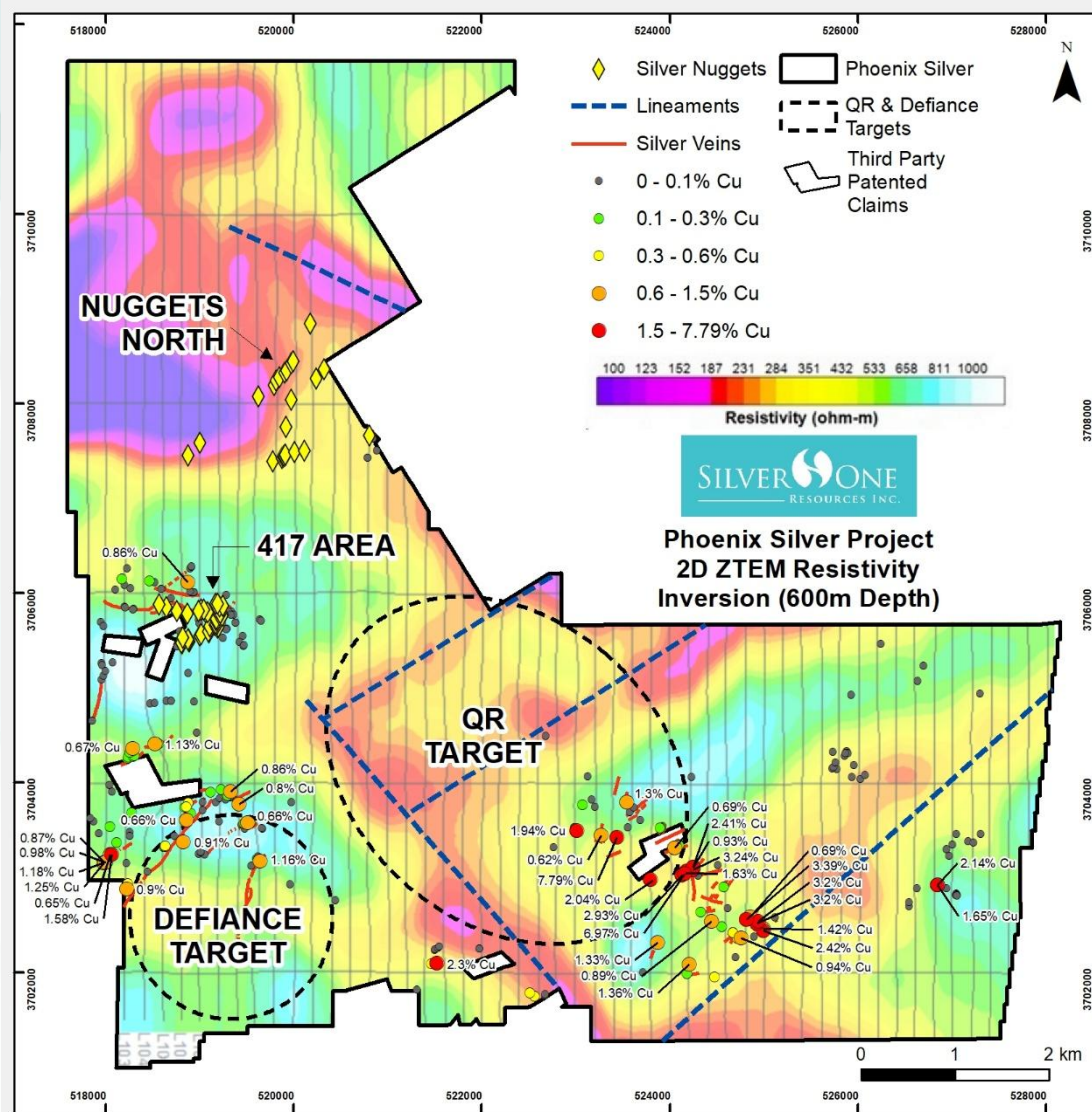 518000 520000 522000 524000 526000 528000
N
Silver Nuggets
Lineaments
Silver Veins
0 - 0.1% Cu
0.1 - 0.3% Cu
0.3 - 0.6% Cu
0.6 - 1.5% Cu
1.5 - 7.79% Cu
Phoenix Silver
QR & Defiance
Targets
Third Party
Patented
Claims
100 123 152 187 231 284 351 432 533 658 811 1000
Resistivity (ohm-m)
SILVER ONE
RESOURCES INC.
Phoenix Silver Project
2D ZTEM Resistivity
Inversion (600m Depth)
3710000
3710000
NUGGETS
NORTH
3708000
3708000
417 AREA
0.86% Cu
3706000
3706000
QR
TARGET
0.67% Cu
1.13% Cu
3704000
3704000
0.86% Cu
0.8% Cu
0.66% Cu
0.66% Cu
0.91% Cu
1.16% Cu
0.87% Cu
0.98% Cu
1.18% Cu
1.25% Cu
0.65% Cu
1.58% Cu
0.9% Cu
DEFIANCE
TARGET
1.3% Cu
1.94% Cu
0.62% Cu
7.79% Cu
2.04% Cu
2.93% Cu
6.97% Cu
0.69% Cu
2.41% Cu
0.93% Cu
3.24% Cu
1.63% Cu
0.69% Cu
3.39% Cu
3.2% Cu
3.2% Cu
1.42% Cu
2.42% Cu
0.94% Cu
1.33% Cu
0.89% Cu
1.36% Cu
2.14% Cu
1.65% Cu
2.3% Cu
3702000
3702000
0 1 2 km
518000 520000 522000 524000 526000 528000